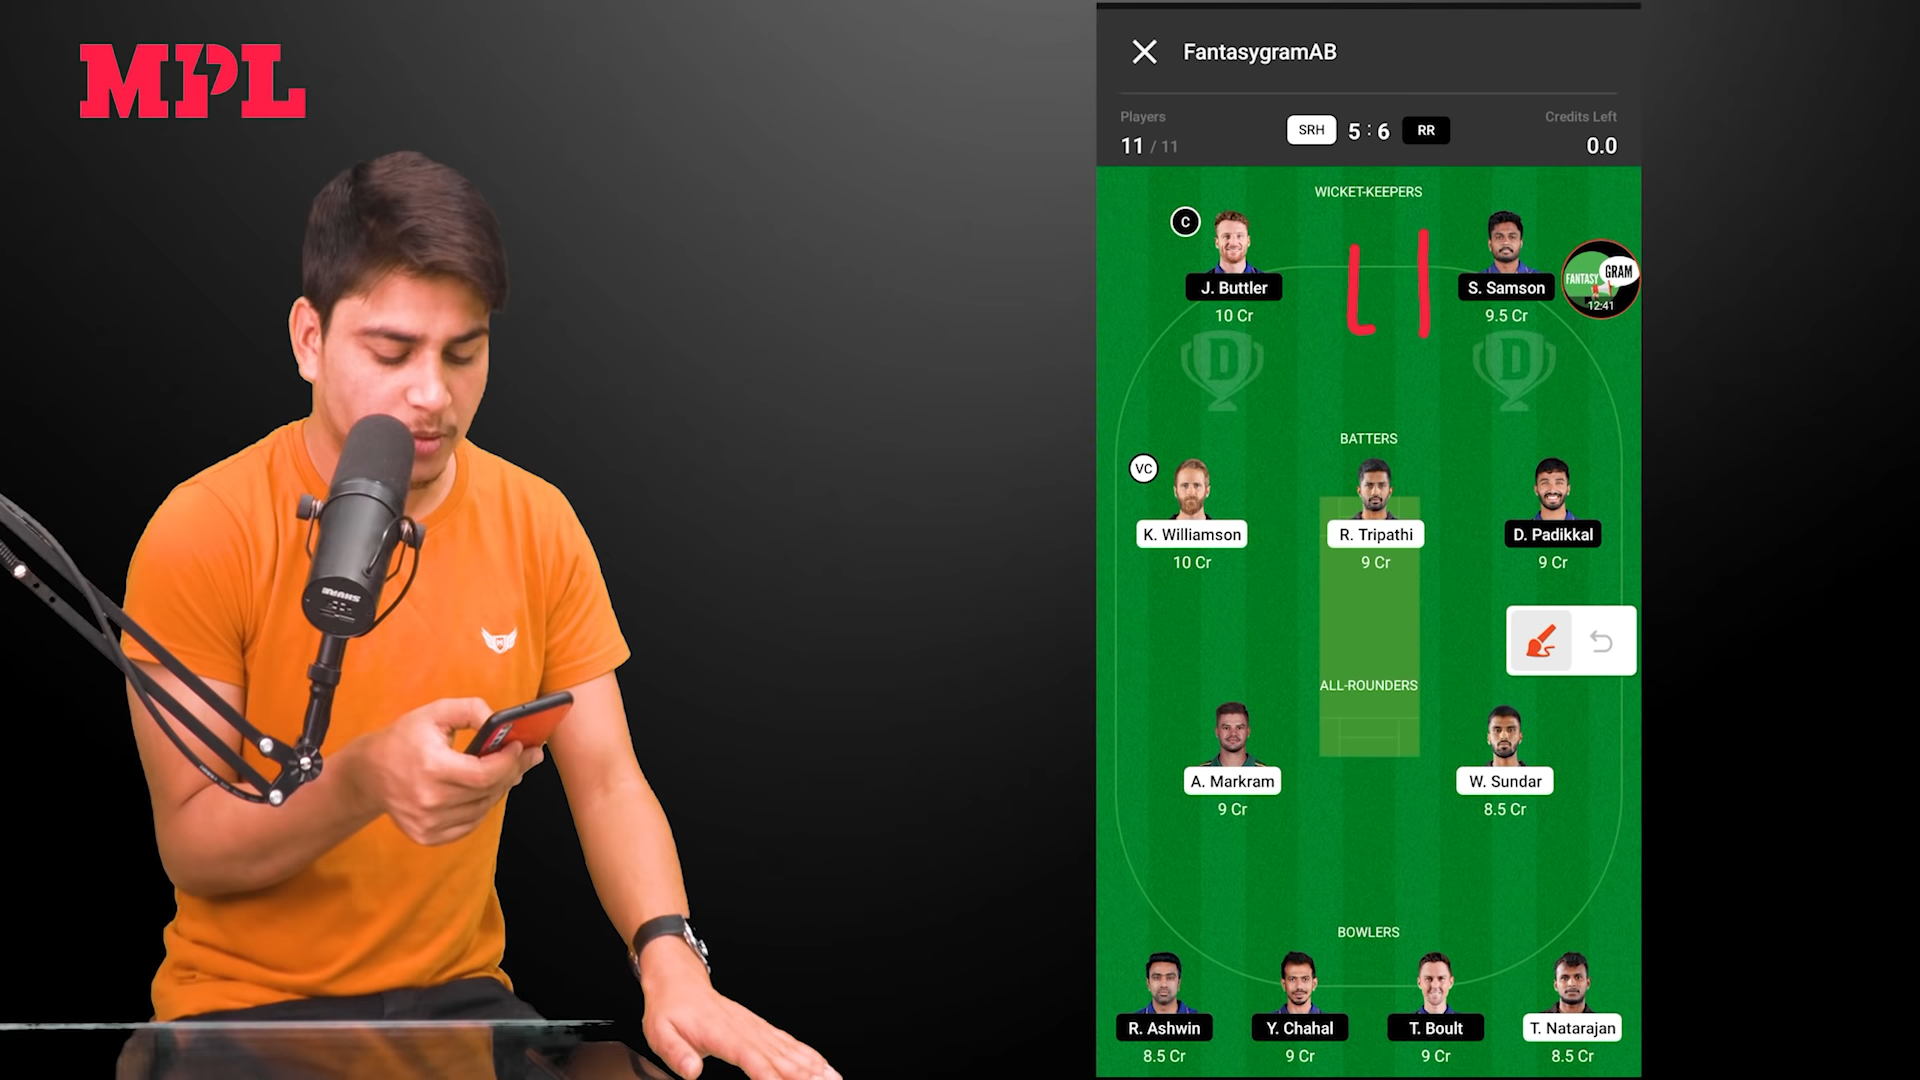 MPL
FantasygramAB
Players
11 / 11
SRH 5 : 6 RR
Credits Left
0.0
WICKET-KEEPERS
C
J. Buttler
10 Cr
S. Samson
9.5 Cr
FANTASY GRAM
12:41
L I
D D
BATTERS
VC
K. Williamson
10 Cr
R. Tripathi
9 Cr
D. Padikkal
9 Cr
ALL-ROUNDERS
A. Markram
9 Cr
W. Sundar
8.5 Cr
BOWLERS
R. Ashwin
8.5 Cr
Y. Chahal
9 Cr
T. Boult
9 Cr
T. Natarajan
8.5 Cr
SHURE